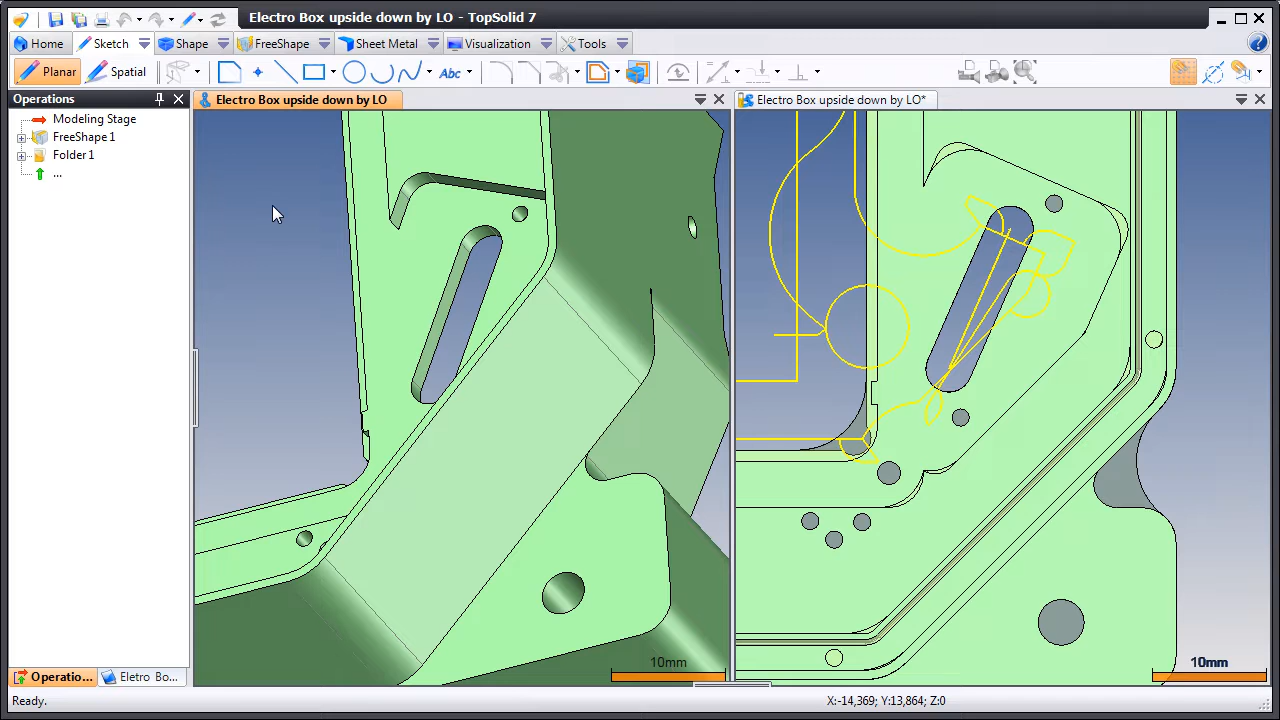 Electro Box upside down by LO - TopSolid 7
Home Sketch Shape FreeShape Sheet Metal Visualization Tools
Planar Spatial Abc
Operations
Electro Box upside down by LO
Electro Box upside down by LO*
Modeling Stage
FreeShape 1
Folder 1
...
10mm
10mm
Operatio... Eletro Bo...
Ready.
X:-14,369; Y:13,864; Z:0